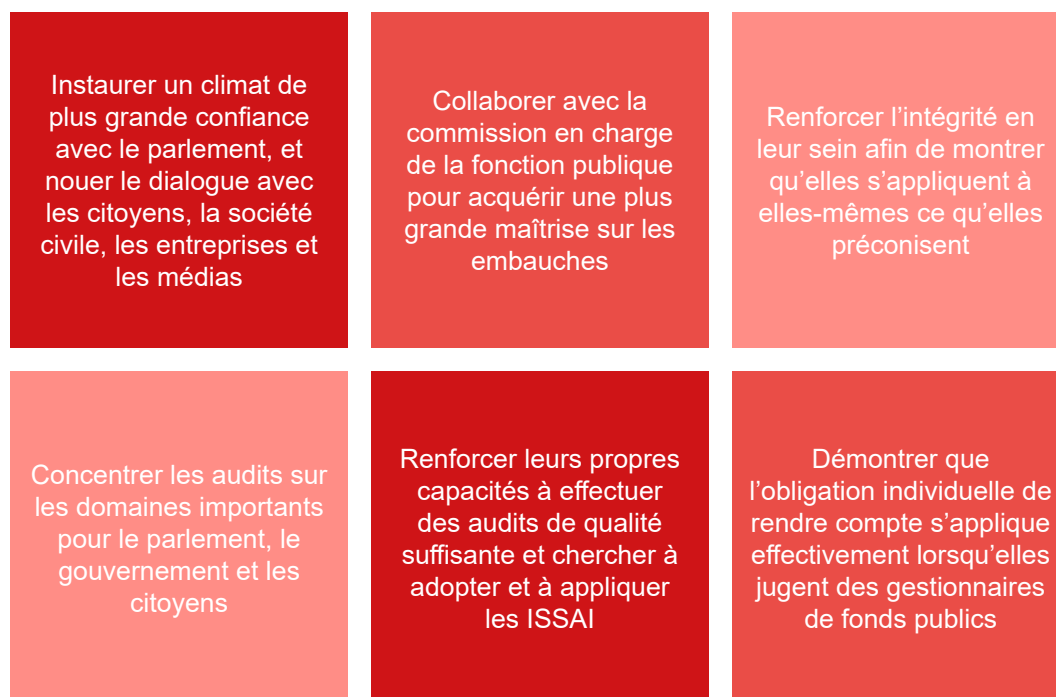 Instaurer un climat de
plus grande confiance
avec le parlement, et
nouer le dialogue avec
les citoyens, la société
civile, les entreprises et
les médias
Collaborer avec la
commission en charge
de la fonction publique
pour acquérir une plus
grande maîtrise sur les
embauches
Renforcer l’intégrité en
leur sein afin de montrer
qu’elles s’appliquent à
elles-mêmes ce qu’elles
préconisent
Concentrer les audits sur
les domaines importants
pour le parlement, le
gouvernement et les
citoyens
Renforcer leurs propres
capacités à effectuer
des audits de qualité
suffisante et chercher à
adopter et à appliquer
les ISSAI
Démontrer que
l’obligation individuelle de
rendre compte s’applique
effectivement lorsqu’elles
jugent des gestionnaires
de fonds publics